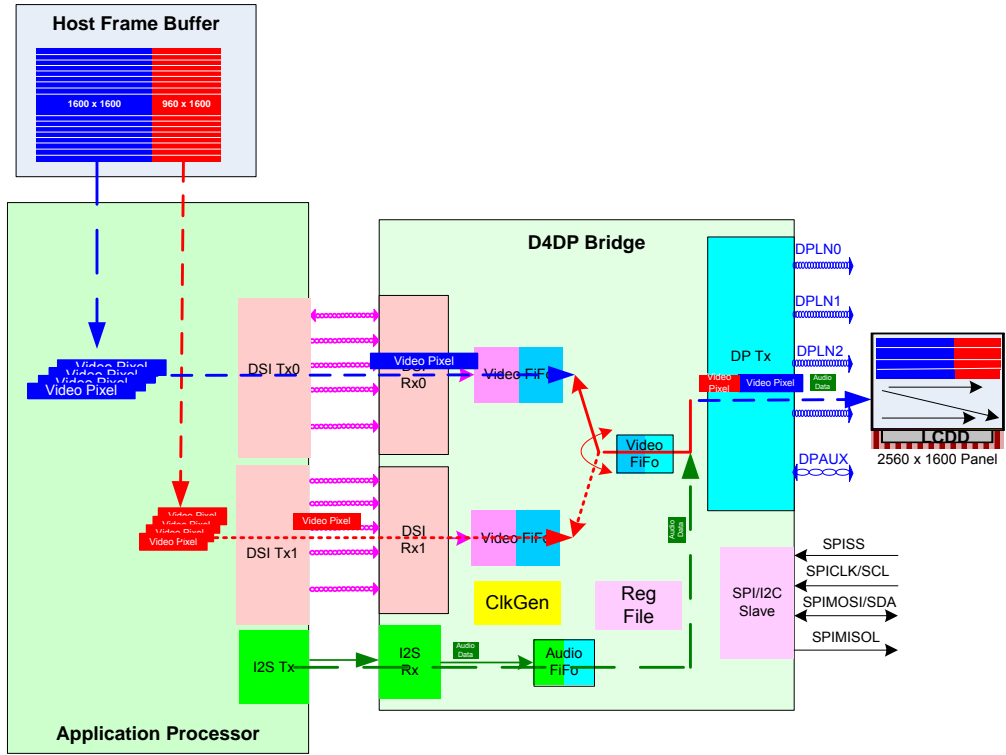 Host Frame Buffer
1600 x 1600
960 x 1600
D4DP Bridge
DPLN0
DPLN1
DPLN2
DPAUX
DP Tx
Video Pixel
Video Pixel
Video Pixel
Video Pixel
DSI Tx0
DSI
Rx0
Video Pixel
Video FiFo
Video
Pixel
Video Pixel
Audio
Data
LCDD
2560 x 1600 Panel
Video
FiFo
Video Pixel
Video Pixel
Video Pixel
Video Pixel
DSI Tx1
Video Pixel
DSI
Rx1
Video FiFo
Audio
Data
ClkGen
Reg
File
SPI/I2C
Slave
SPISS
SPICLK/SCL
SPIMOSI/SDA
SPIMISOL
I2S Tx
I2S
Rx
Audio
Data
Audio
FiFo
Application Processor